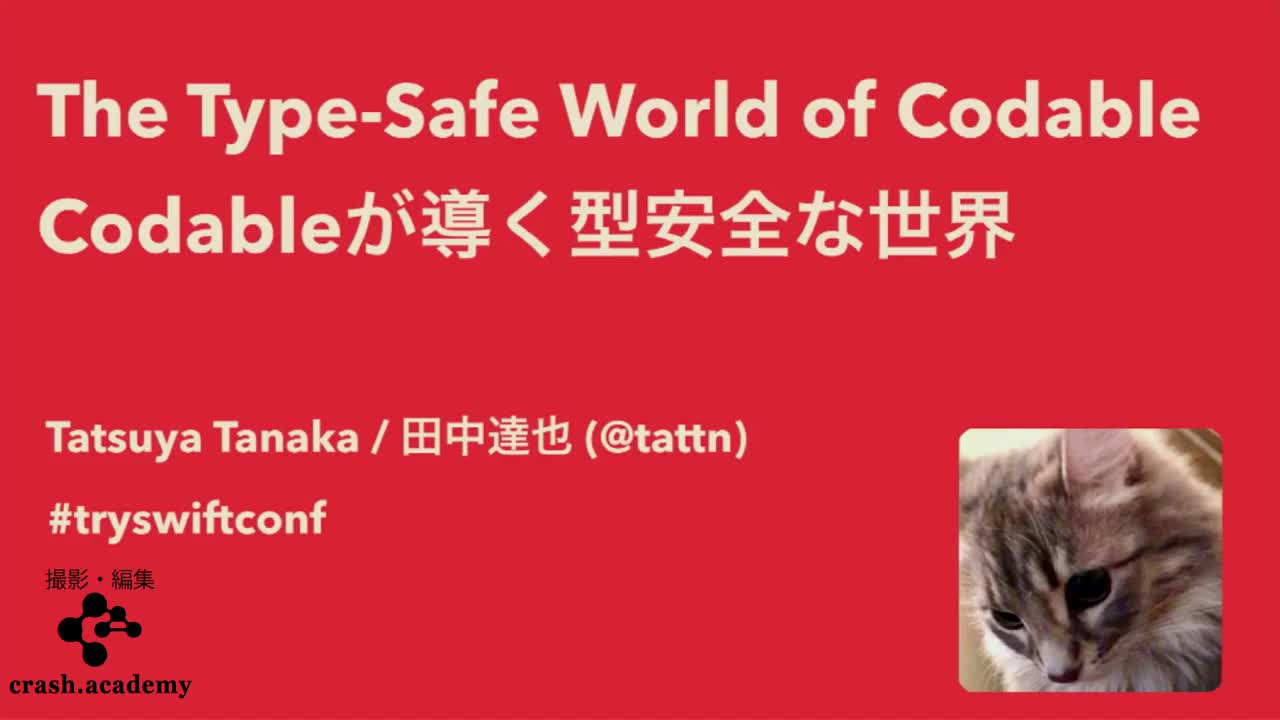 The Type-Safe World of Codable
Codableが導く型安全な世界
Tatsuya Tanaka / 田中達也 (@tattn)
#tryswiftconf
撮影・編集
crash.academy